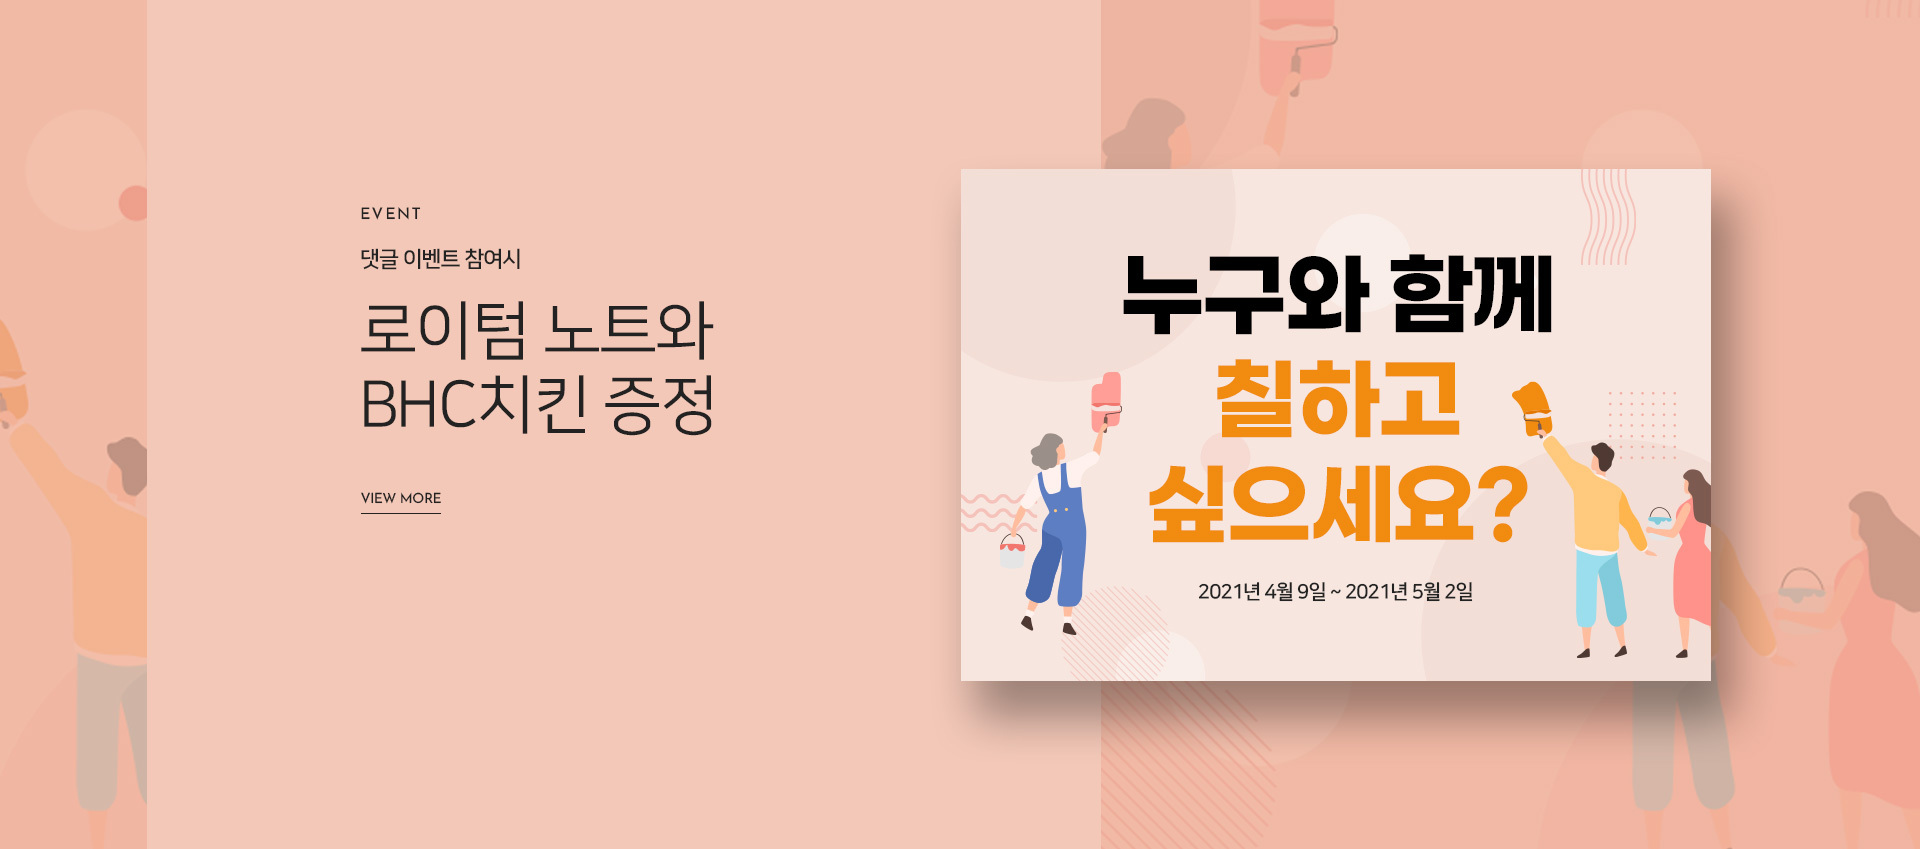 EVENT
댓글 이벤트 참여시
로이텀 노트와
BHC치킨 증정
VIEW MORE
누구와 함께
칠하고
싶으세요?
2021년 4월 9일 ~ 2021년 5월 2일